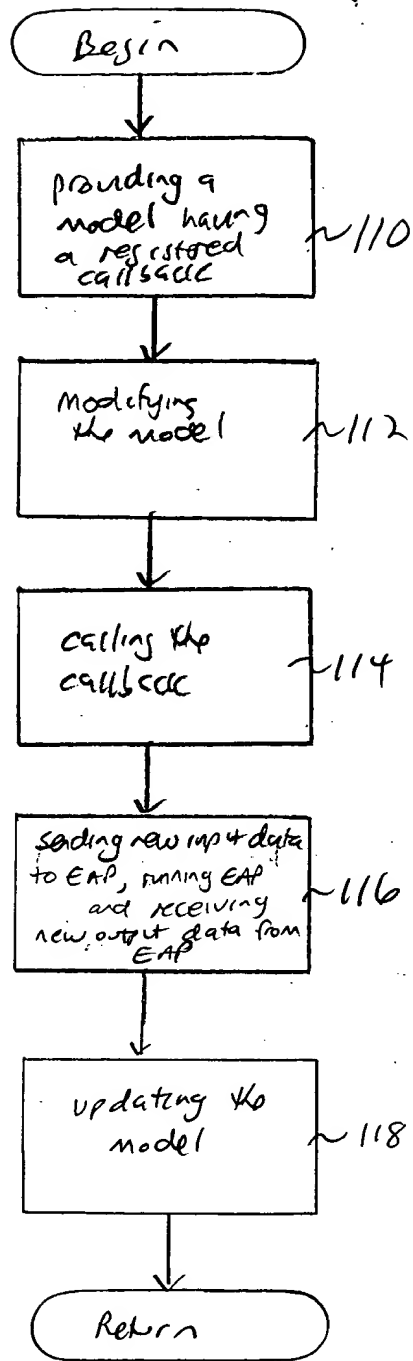 Begin
providing a
model having
a registered
callback
~110
Modifying
the model
~112
calling the
callback
~114
sending new input data
to EAP, running EAP
and receiving
new output data from
EAP
~116
updating the
model
~118
Return